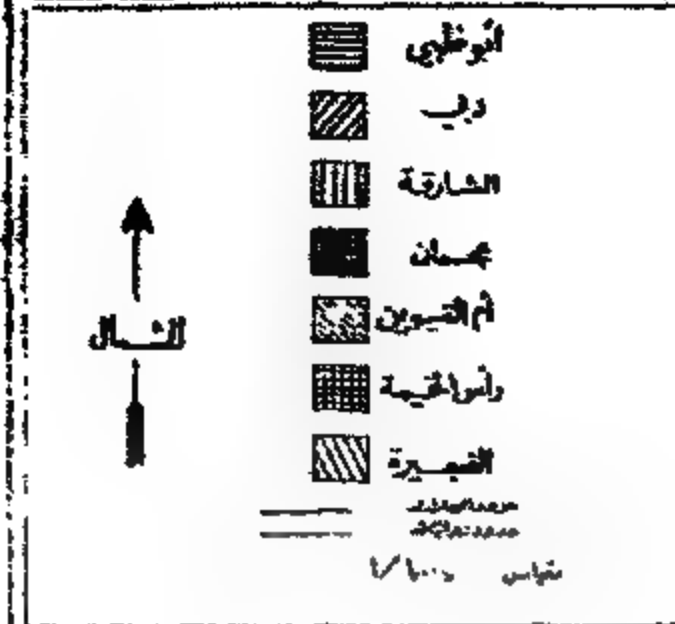 أبوظبي
دبي
الشارقة
عجمان
أم القيوين
رأس الخيمة
الفجيرة
الشمال
مقياس